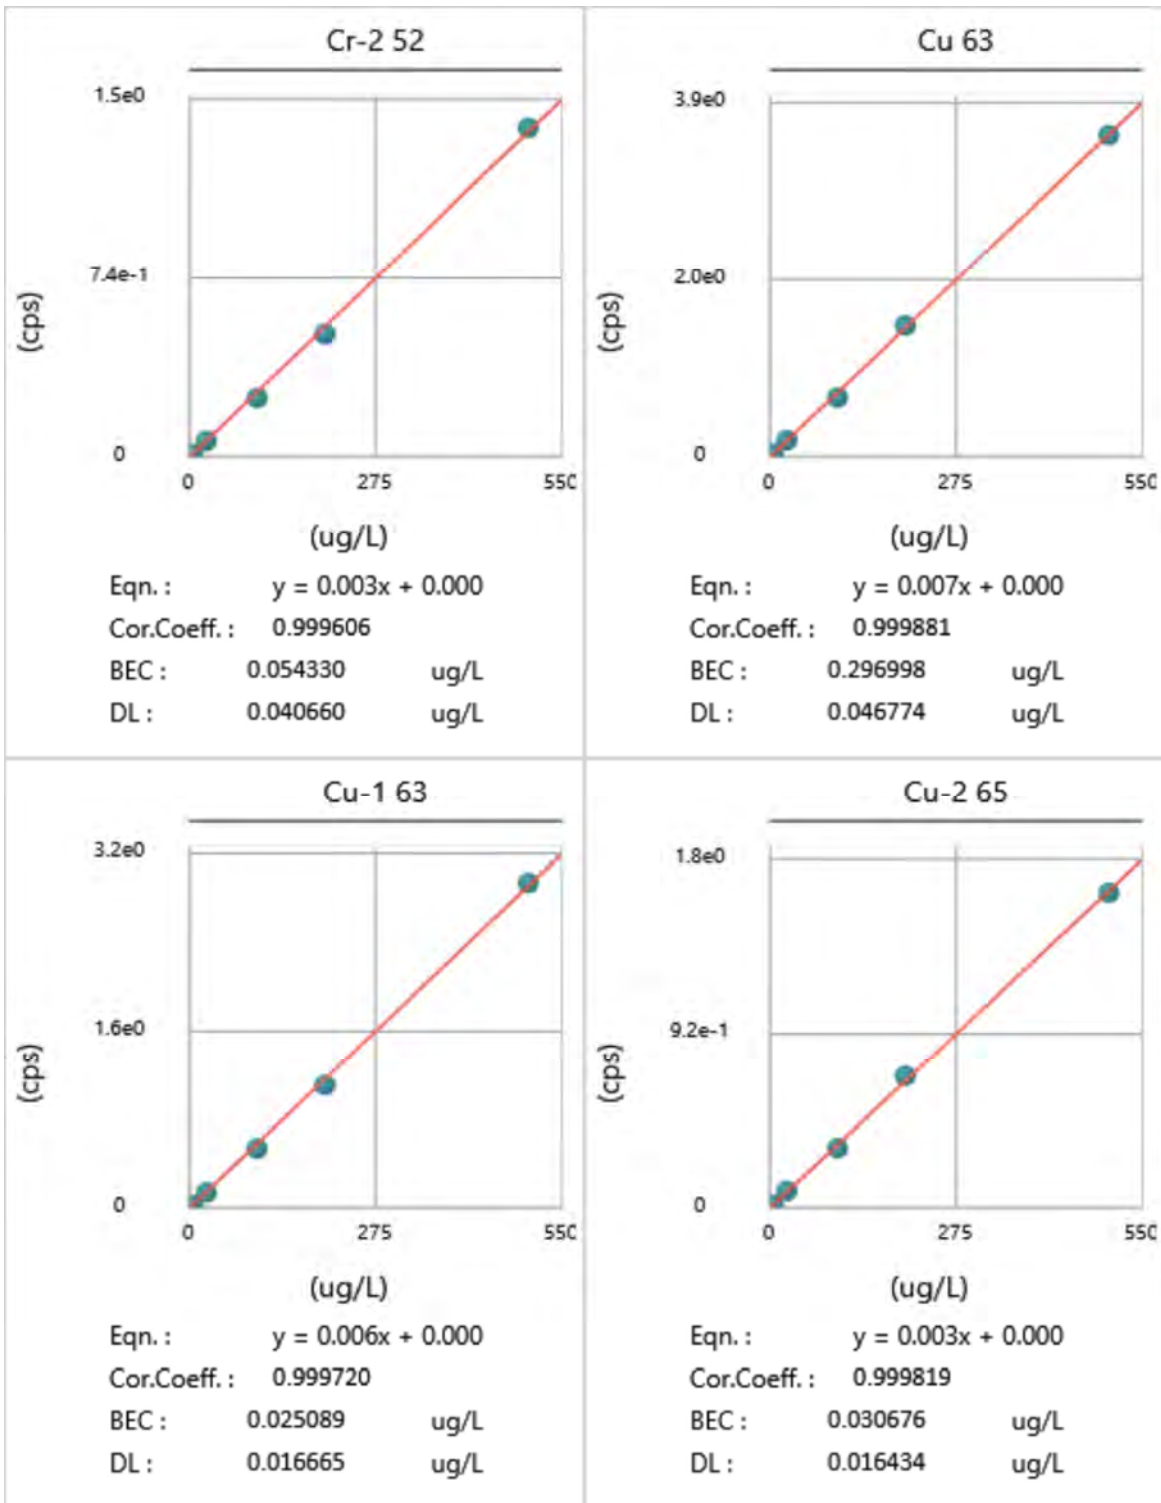 Cr-2 52
1.5e0
7.4e-1
(cps)
0
0 275 550
(ug/L)
Eqn. : y = 0.003x + 0.000
Cor.Coeff. : 0.999606
BEC : 0.054330 ug/L
DL : 0.040660 ug/L
Cu 63
3.9e0
2.0e0
(cps)
0
0 275 550
(ug/L)
Eqn. : y = 0.007x + 0.000
Cor.Coeff. : 0.999881
BEC : 0.296998 ug/L
DL : 0.046774 ug/L
Cu-1 63
3.2e0
1.6e0
(cps)
0
0 275 550
(ug/L)
Eqn. : y = 0.006x + 0.000
Cor.Coeff. : 0.999720
BEC : 0.025089 ug/L
DL : 0.016665 ug/L
Cu-2 65
1.8e0
9.2e-1
(cps)
0
0 275 550
(ug/L)
Eqn. : y = 0.003x + 0.000
Cor.Coeff. : 0.999819
BEC : 0.030676 ug/L
DL : 0.016434 ug/L